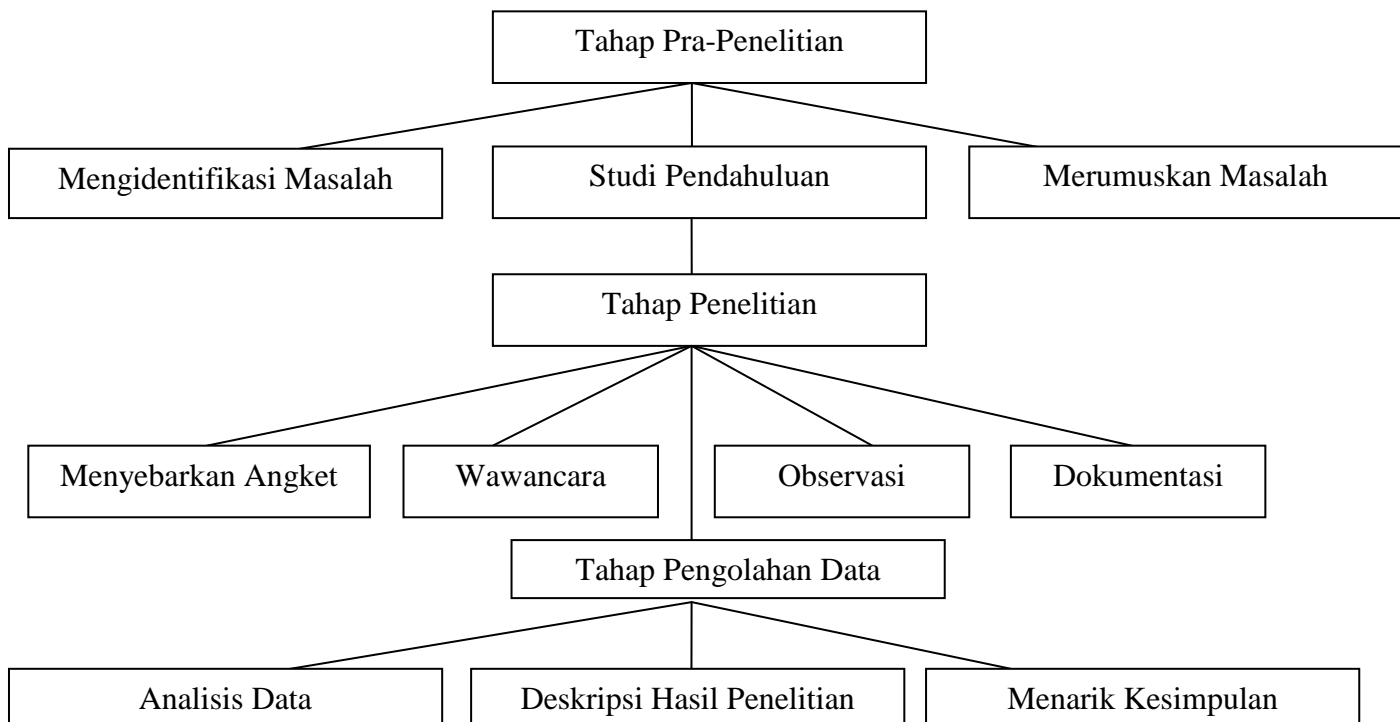 Tahap Pra-Penelitian
Mengidentifikasi Masalah
Studi Pendahuluan
Merumuskan Masalah
Tahap Penelitian
Menyebarkan Angket
Wawancara
Observasi
Dokumentasi
Tahap Pengolahan Data
Analisis Data
Deskripsi Hasil Penelitian
Menarik Kesimpulan